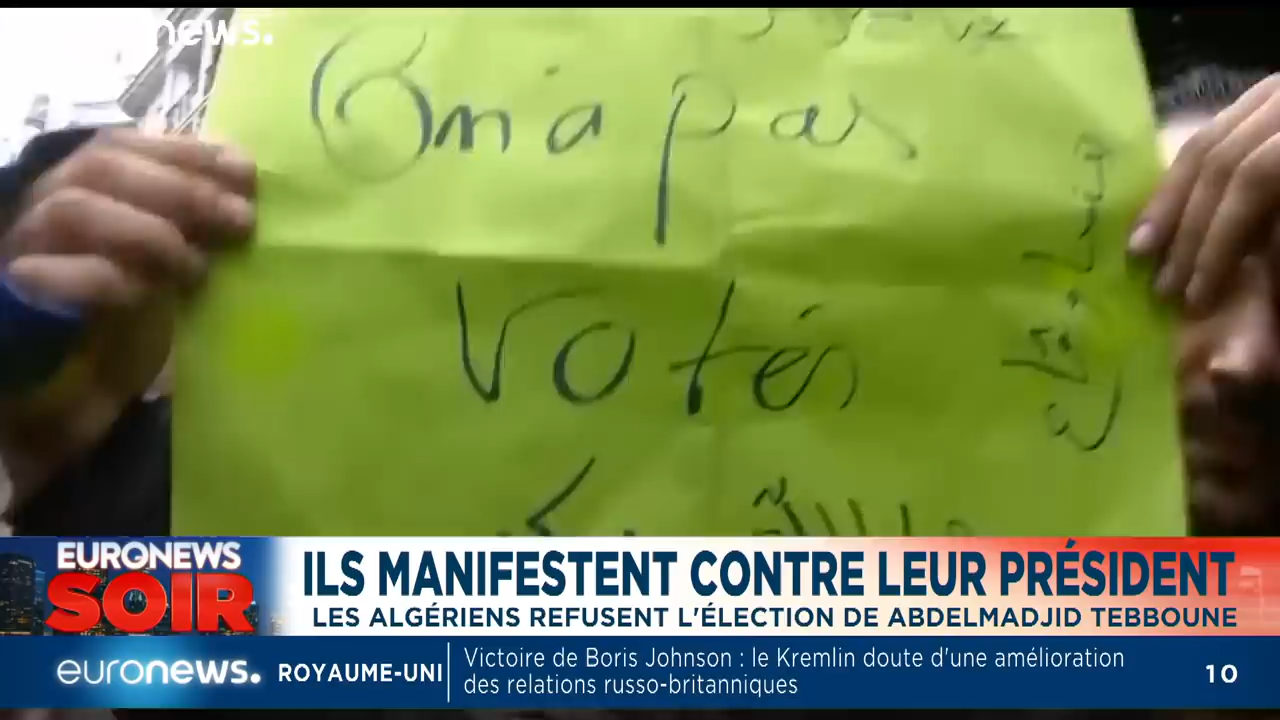 euronews.
On a pas
Votés
EURONEWS
SOIR
ILS MANIFESTENT CONTRE LEUR PRÉSIDENT
LES ALGÉRIENS REFUSENT L'ÉLECTION DE ABDELMADJID TEBBOUNE
euronews.
ROYAUME-UNI
Victoire de Boris Johnson : le Kremlin doute d'une amélioration
des relations russo-britanniques
10